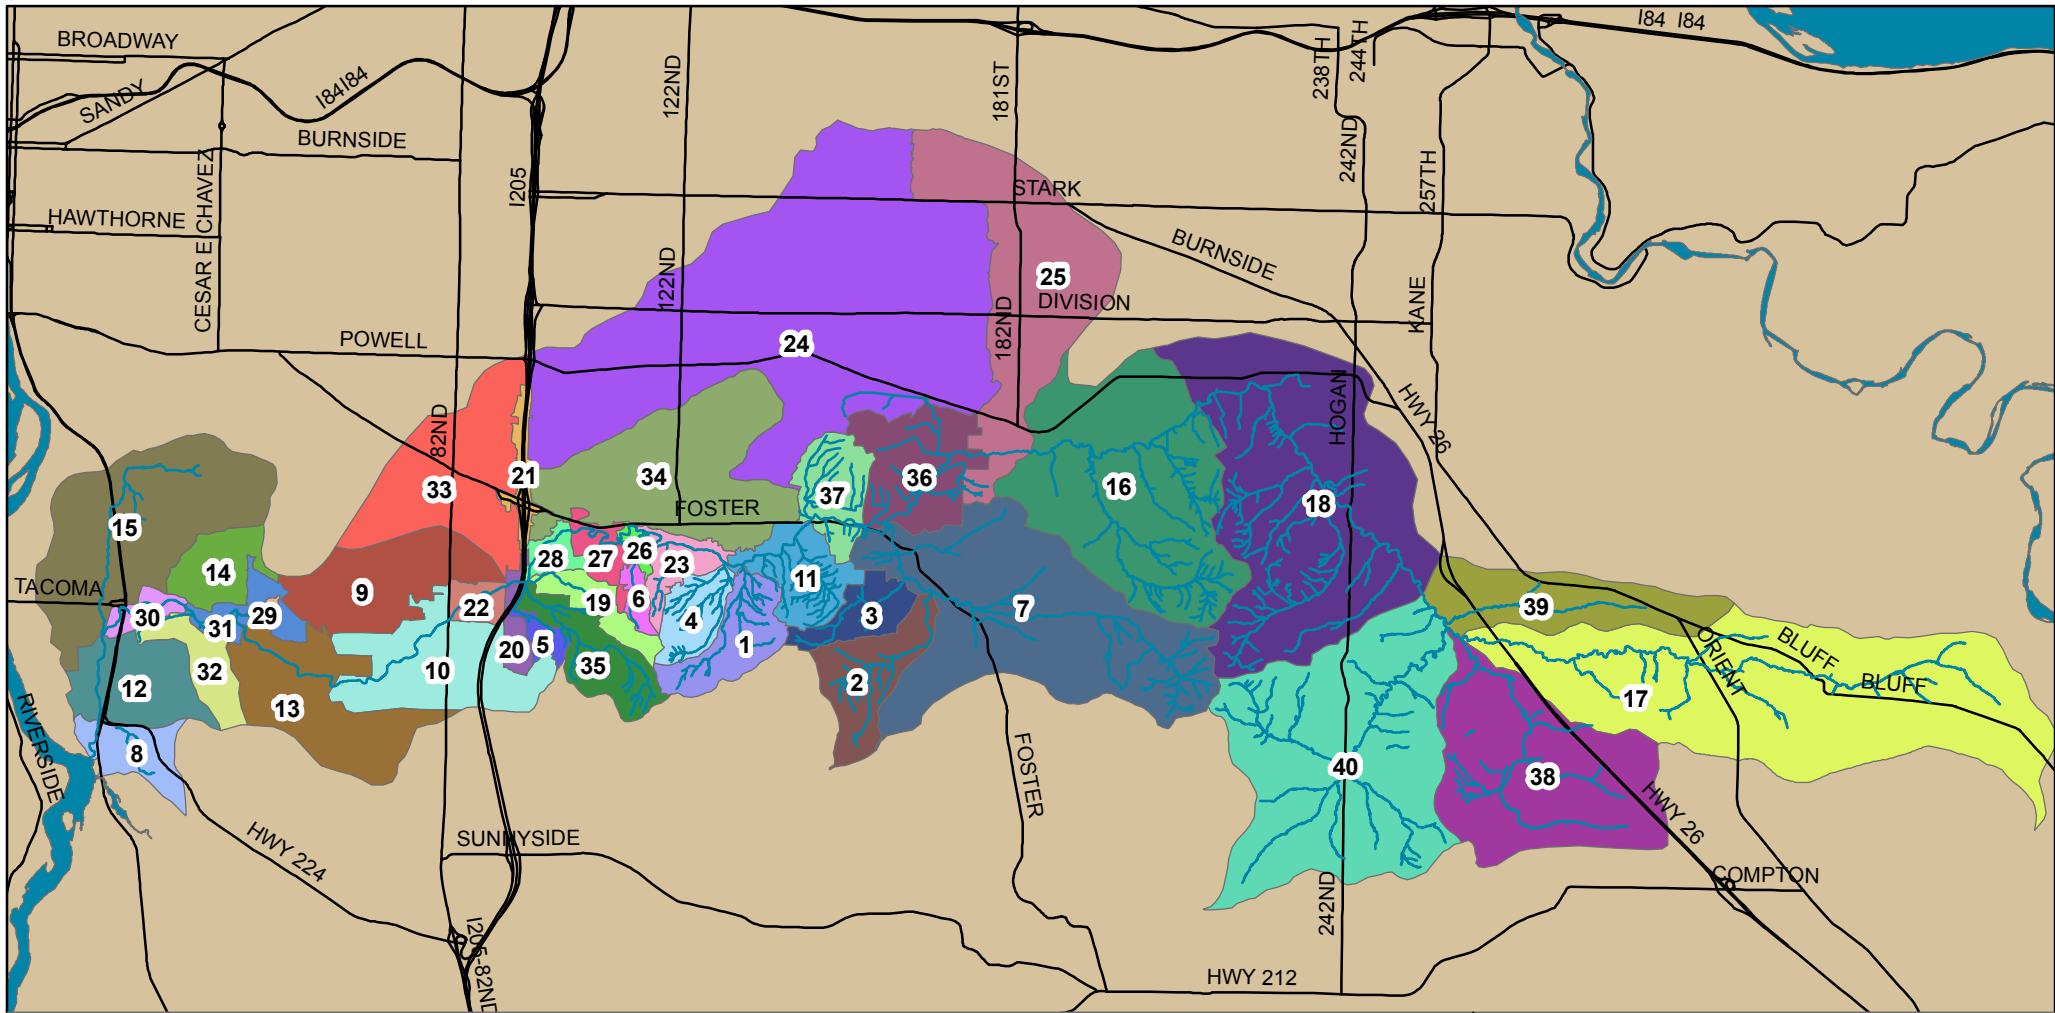 I84 I84
BROADWAY
244TH
238TH
122ND
181ST
I84I84
SANDY
BURNSIDE
242ND
257TH
CESAR E CHAVEZ
I205
STARK
HAWTHORNE
BURNSIDE
122ND
25
DIVISION
KANE
182ND
POWELL
24
HOGAN
HWY 26
82ND
21
34
36
33
37
16
18
FOSTER
15
28
27
26
23
14
11
TACOMA
9
22
19
6
39
30
31
29
4
3
7
1
BLUFF
ORIENT
20
5
35
10
32
12
2
BLUFF
17
13
RIVERSIDE
8
FOSTER
40
38
HWY 26
SUNNYSIDE
HWY 224
COMPTON
242ND
I205-82ND
HWY 212